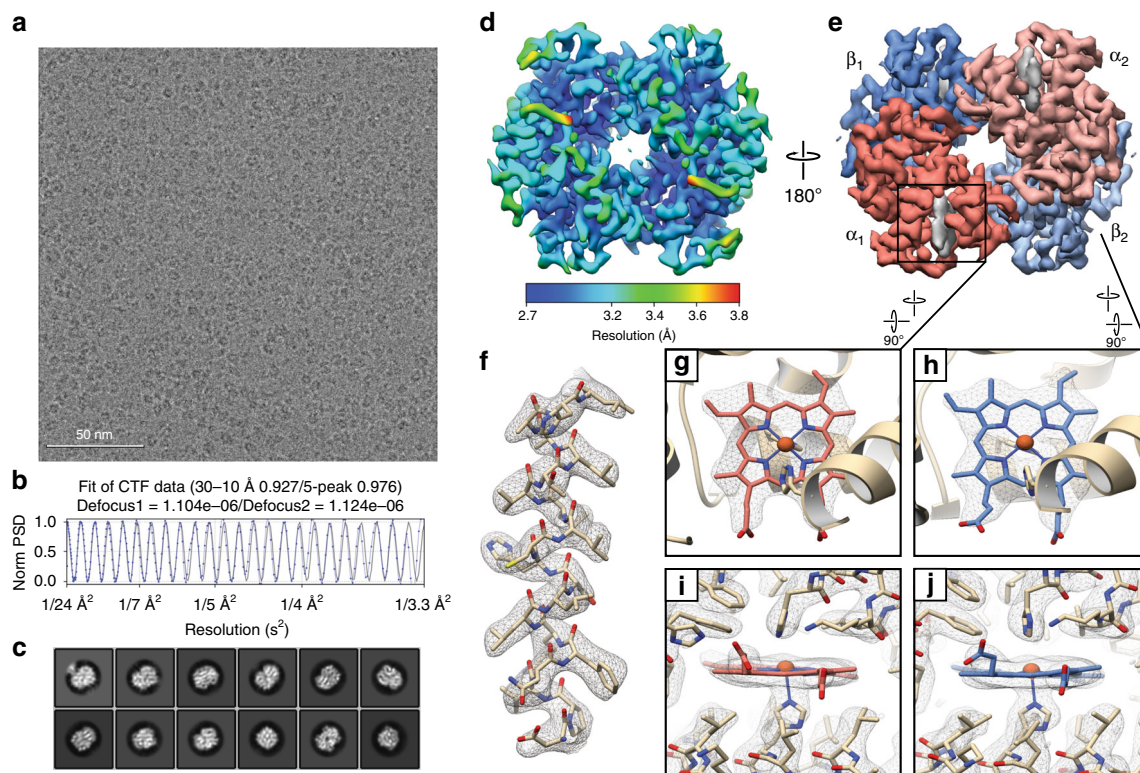 a
50 nm
b
Fit of CTF data (30–10 Å 0.927/5-peak 0.976)
Defocus1 = 1.104e–06/Defocus2 = 1.124e–06
Norm PSD
1.0
0.5
0.0
1/24 Å²
1/7 Å²
1/5 Å²
1/4 Å²
1/3.3 Å²
Resolution (s²)
c
d
2.7
3.2
3.6
3.8
Resolution (Å)
180°
e
β₁
α₂
α₁
β₂
90°
90°
f
g
h
i
j